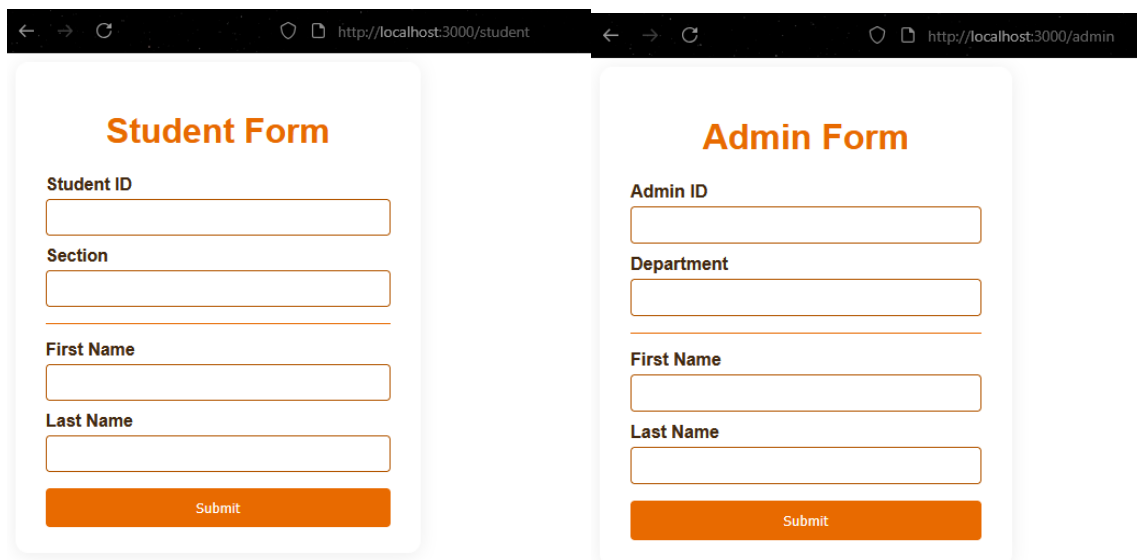 http://localhost:3000/student
Student Form
Student ID
Section
First Name
Last Name
Submit
http://localhost:3000/admin
Admin Form
Admin ID
Department
First Name
Last Name
Submit